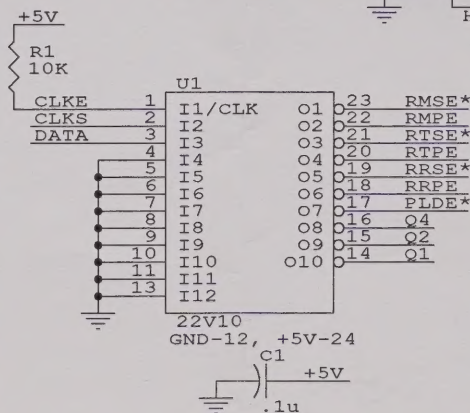 +5V
R1
10K
H
U1
CLKE 1 I1/CLK O1 23 RMSE*
CLKS 2 I2 O2 22 RMPE
DATA 3 I3 O3 21 RTSE*
4 I4 O4 20 RTPE
5 I5 O5 19 RRSE*
6 I6 O6 18 RRPE
7 I7 O7 17 PLDE*
8 I8 O8 16 Q4
9 I9 O9 15 Q2
10 I10 O10 14 Q1
11 I11
13 I12
22V10
GND-12, +5V-24
C1
+5V
.1u